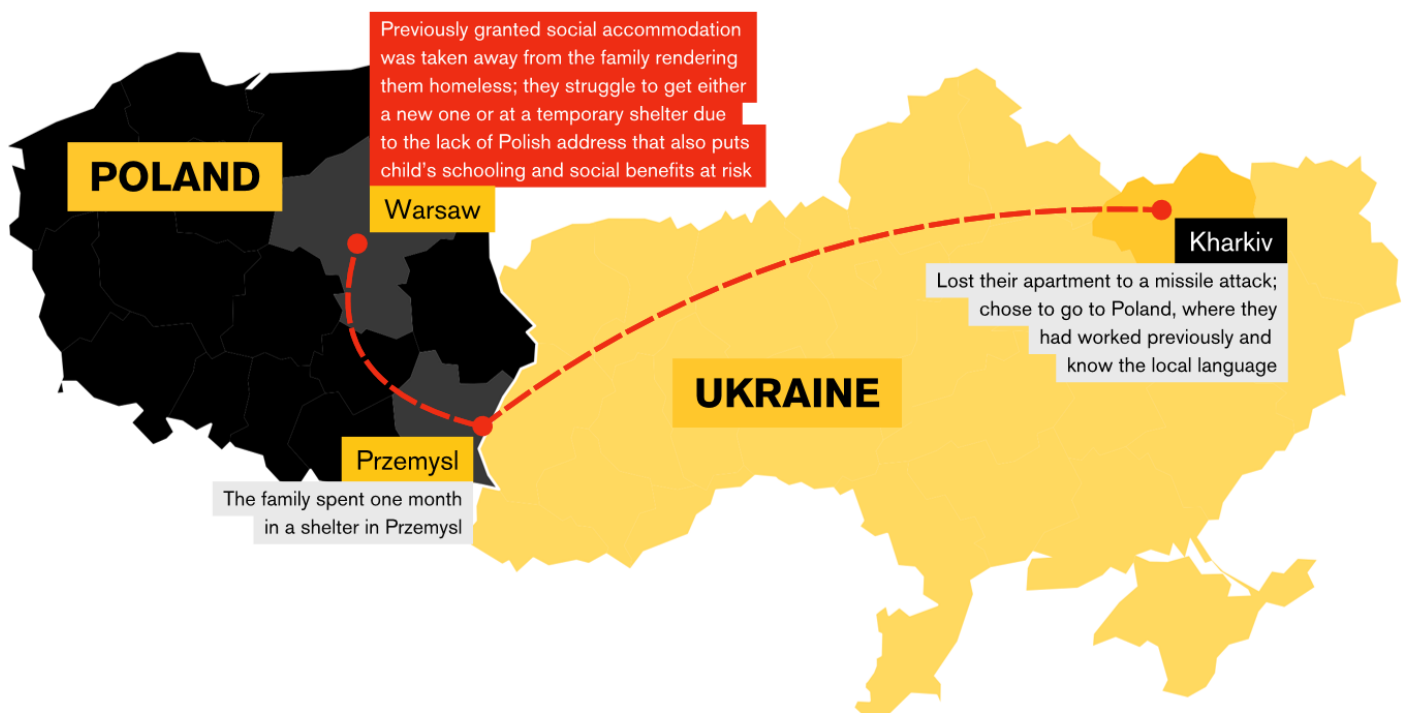 Previously granted social accommodation
was taken away from the family rendering
them homeless; they struggle to get either
a new one or at a temporary shelter due
to the lack of Polish address that also puts
child's schooling and social benefits at risk
POLAND
Warsaw
Kharkiv
Lost their apartment to a missile attack;
chose to go to Poland, where they
had worked previously and
know the local language
UKRAINE
Przemysl
The family spent one month
in a shelter in Przemysl